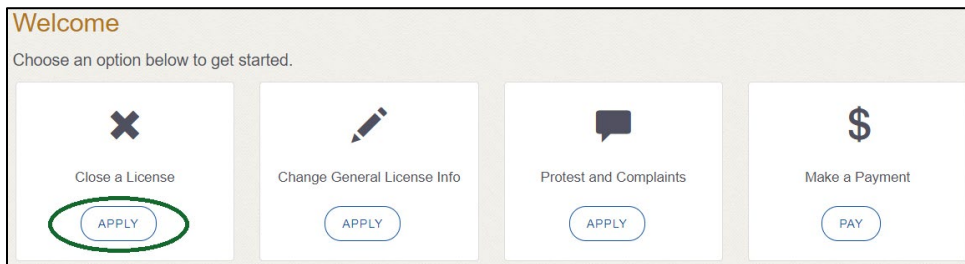 Welcome
Choose an option below to get started.
Close a License
Change General License Info
Protest and Complaints
$
Make a Payment
APPLY
APPLY
APPLY
PAY